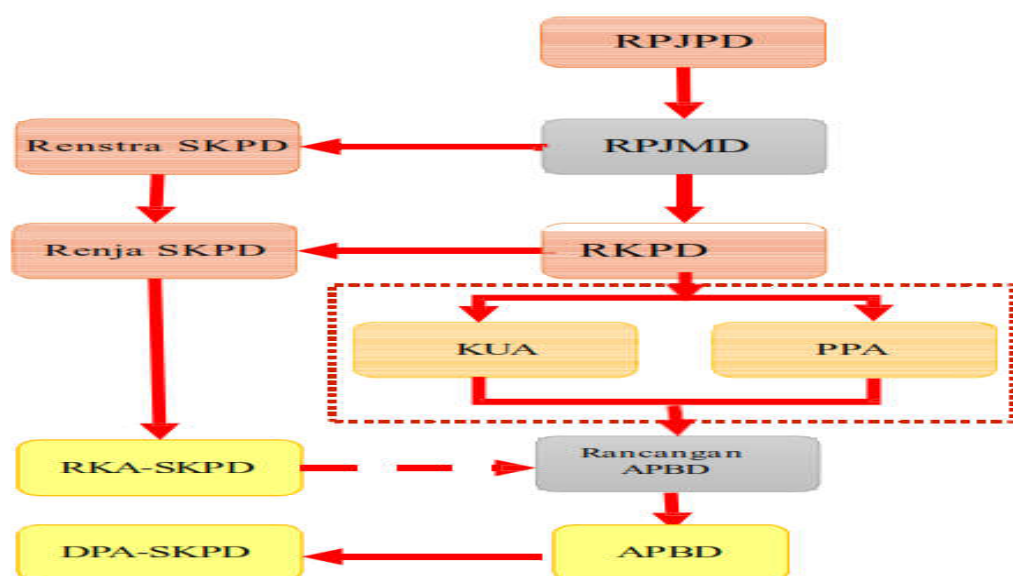 RPJPD
Renstra SKPD
RPJMD
Renja SKPD
RKPD
KUA
PPA
RKA-SKPD
Rancangan
APBD
DPA-SKPD
APBD